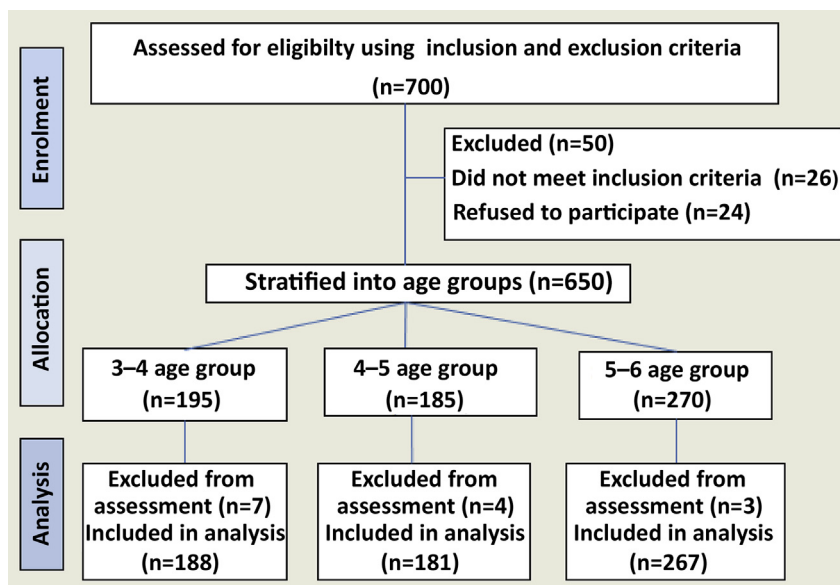 Enrolment
Assessed for eligibilty using inclusion and exclusion criteria
(n=700)
Excluded (n=50)
Did not meet inclusion criteria (n=26)
Refused to participate (n=24)
Allocation
Stratified into age groups (n=650)
3–4 age group
(n=195)
4–5 age group
(n=185)
5–6 age group
(n=270)
Analysis
Excluded from
assessment (n=7)
Included in analysis
(n=188)
Excluded from
assessment (n=4)
Included in analysis
(n=181)
Excluded from
assessment (n=3)
Included in analysis
(n=267)